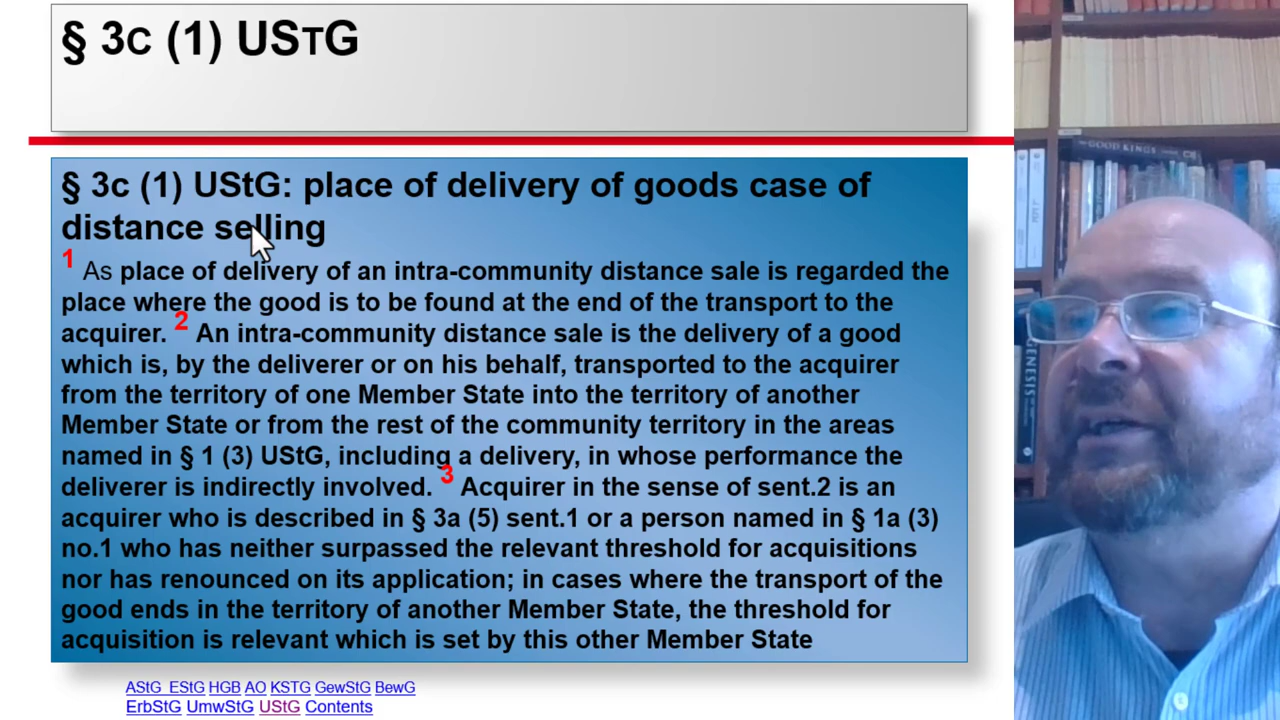 § 3c (1) UStG
§ 3c (1) UStG: place of delivery of goods case of
distance selling
1 As place of delivery of an intra-community distance sale is regarded the
place where the good is to be found at the end of the transport to the
acquirer. 2 An intra-community distance sale is the delivery of a good
which is, by the deliverer or on his behalf, transported to the acquirer
from the territory of one Member State into the territory of another
Member State or from the rest of the community territory in the areas
named in § 1 (3) UStG, including a delivery, in whose performance the
deliverer is indirectly involved. 3 Acquirer in the sense of sent.2 is an
acquirer who is described in § 3a (5) sent.1 or a person named in § 1a (3)
no.1 who has neither surpassed the relevant threshold for acquisitions
nor has renounced on its application; in cases where the transport of the
good ends in the territory of another Member State, the threshold for
acquisition is relevant which is set by this other Member State
AStG EStG HGB AO KSTG GewStG BewG
ErbStG UmwStG UStG Contents
GOOD KINGS
GENESIS